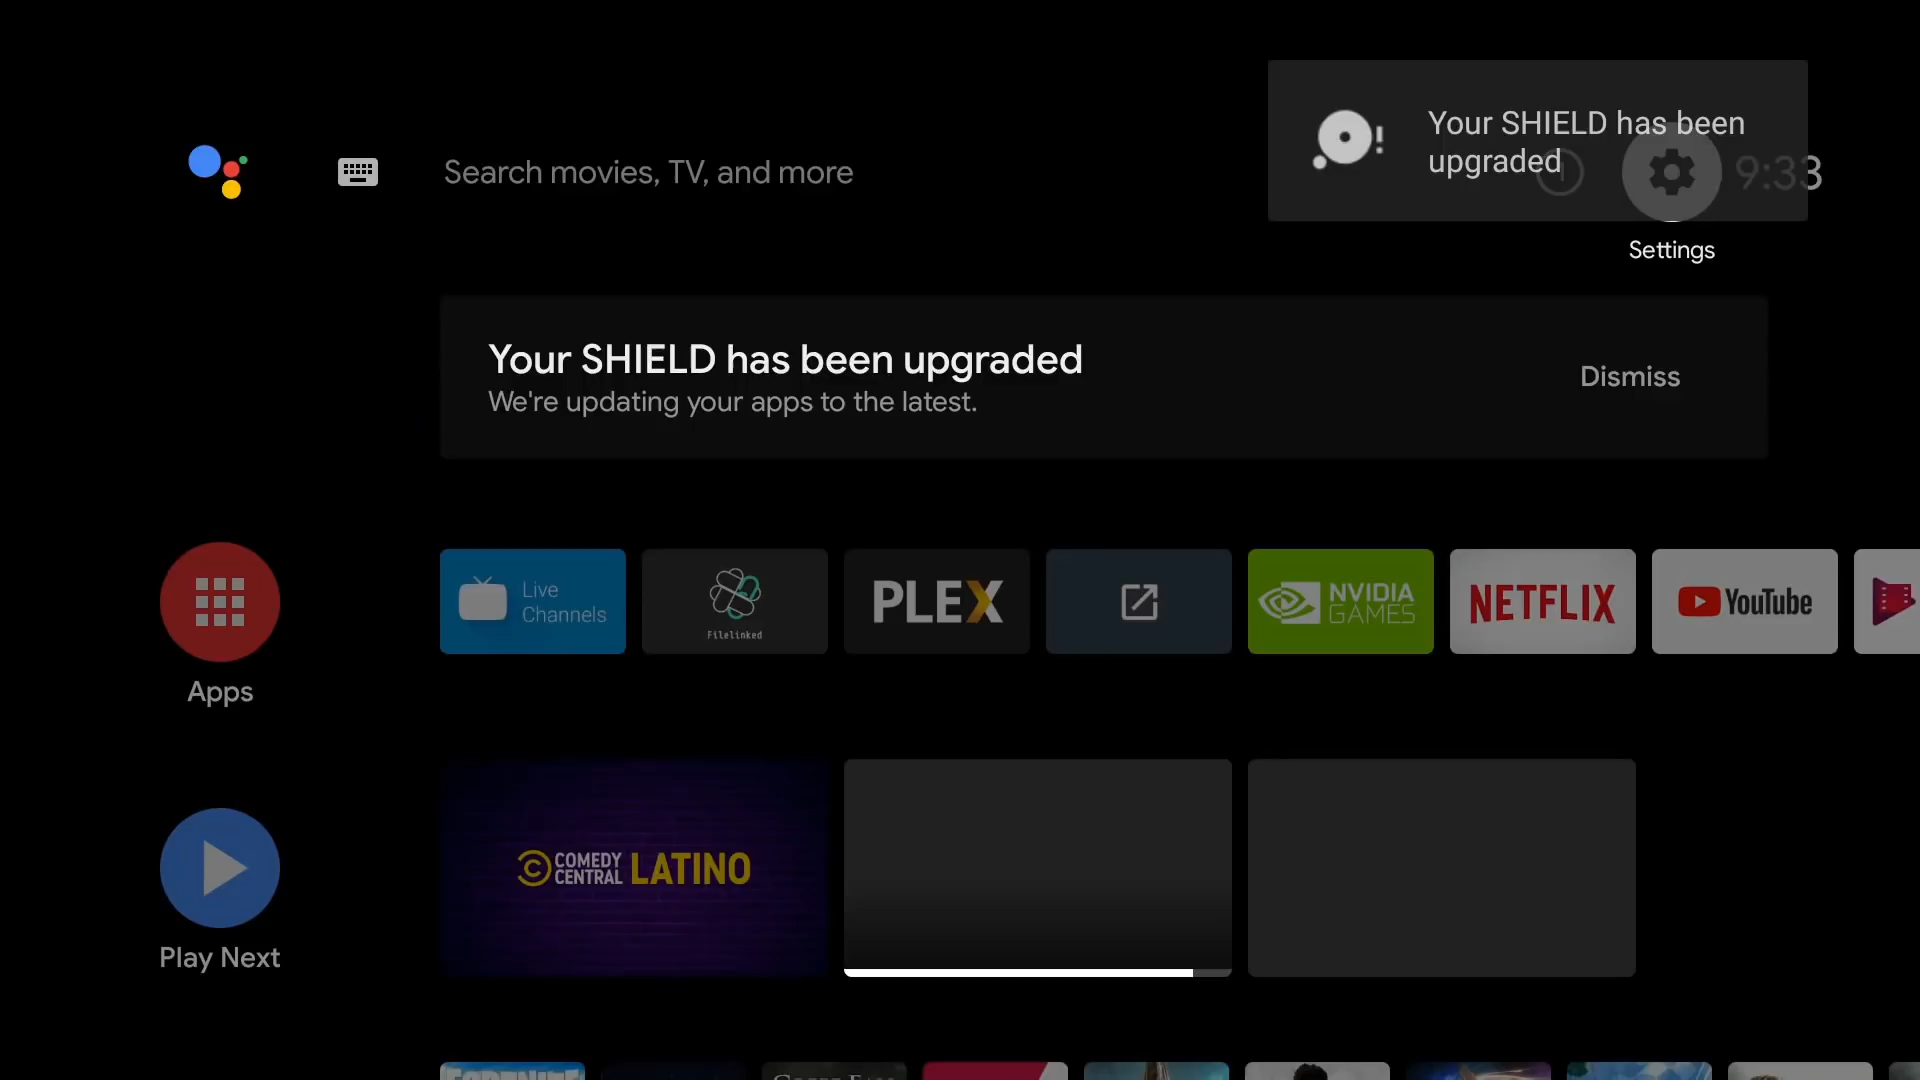 Search movies, TV, and more
Your SHIELD has been
upgraded
9:33
Settings
Your SHIELD has been upgraded
We're updating your apps to the latest.
Dismiss
Live
Channels
Filelinked
PLEX
NVIDIA
GAMES
NETFLIX
YouTube
Apps
COMEDY
CENTRAL
LATINO
Play Next
FORTNITE